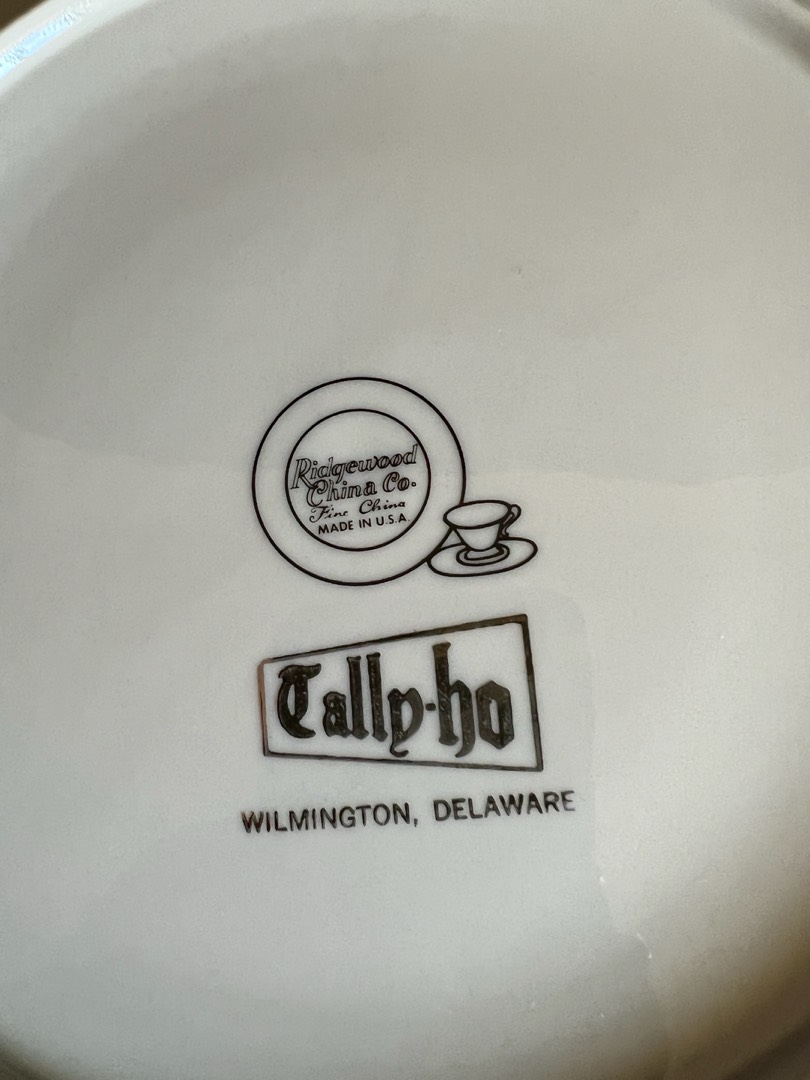 Ridgewood
China Co.
Fine China
MADE IN U.S.A.
Tally-ho
WILMINGTON, DELAWARE